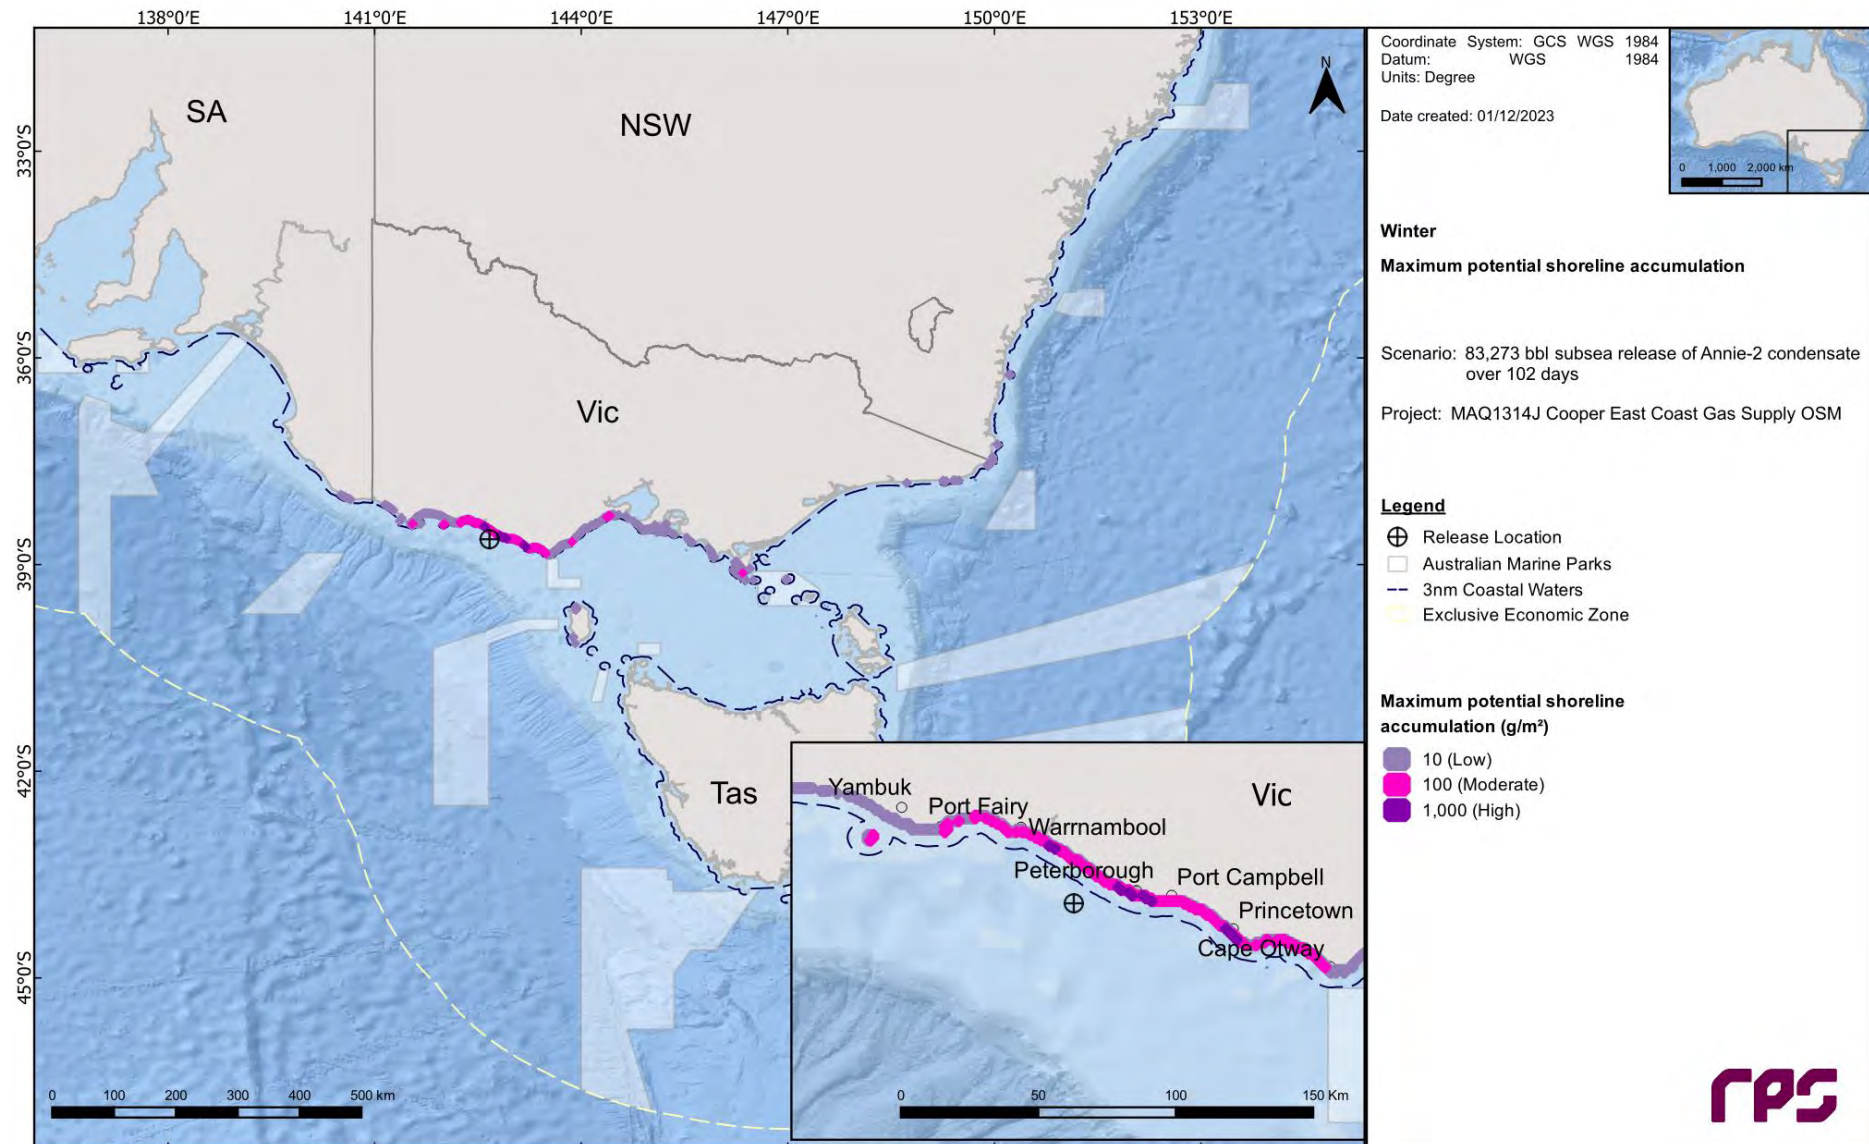 138°0'E 141°0'E 144°0'E 147°0'E 150°0'E 153°0'E
33°0'S
36°0'S
39°0'S
42°0'S
45°0'S
SA
NSW
Vic
Tas
N
0 100 200 300 400 500 km
Yambuk
Port Fairy
Warrnambool
Peterborough
Port Campbell
Princetown
Cape Otway
Vic
0 50 100 150 Km
Coordinate System: GCS WGS 1984
Datum: WGS 1984
Units: Degree
Date created: 01/12/2023
0 1,000 2,000 km
Winter
Maximum potential shoreline accumulation
Scenario: 83,273 bbl subsea release of Annie-2 condensate
over 102 days
Project: MAQ1314J Cooper East Coast Gas Supply OSM
Legend
Release Location
Australian Marine Parks
3nm Coastal Waters
Exclusive Economic Zone
Maximum potential shoreline
accumulation (g/m²)
10 (Low)
100 (Moderate)
1,000 (High)
rps